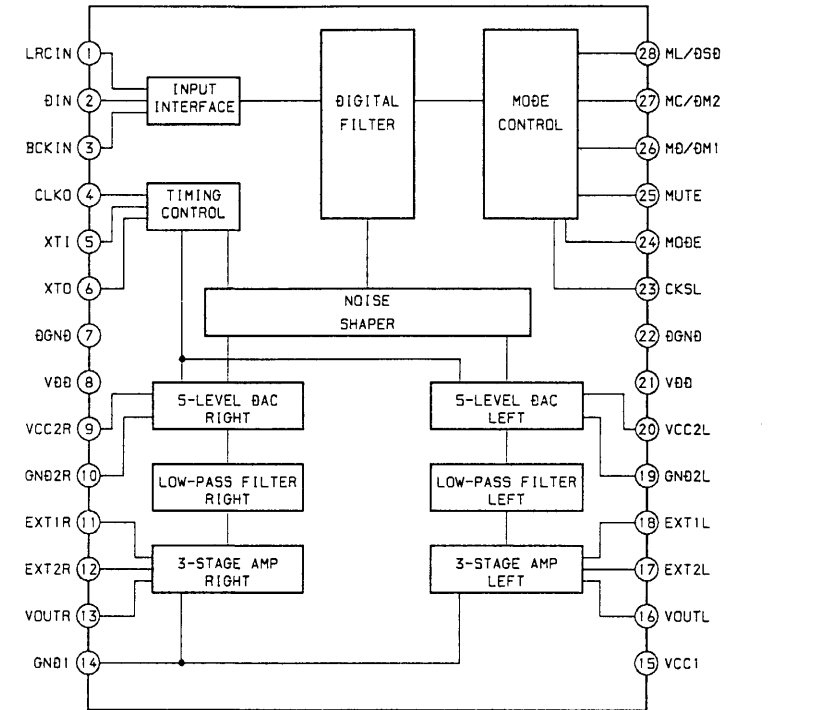 LRCIN 1
DIN 2
BCKIN 3
CLKO 4
XTI 5
XTO 6
DGND 7
VDD 8
VCC2R 9
GND2R 10
EXT1R 11
EXT2R 12
VOUTR 13
GND1 14
INPUT
INTERFACE
TIMING
CONTROL
DIGITAL
FILTER
MODE
CONTROL
NOISE
SHAPER
5-LEVEL DAC
RIGHT
5-LEVEL DAC
LEFT
LOW-PASS FILTER
RIGHT
LOW-PASS FILTER
LEFT
3-STAGE AMP
RIGHT
3-STAGE AMP
LEFT
28 ML/DSD
27 MC/DM2
26 MD/DM1
25 MUTE
24 MODE
23 CKSL
22 DGND
21 VDD
20 VCC2L
19 GND2L
18 EXT1L
17 EXT2L
16 VOUTL
15 VCC1